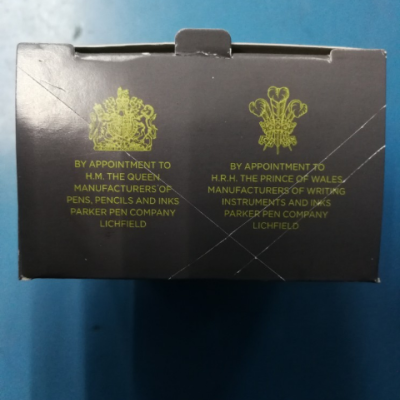 BY APPOINTMENT TO
H.M. THE QUEEN
MANUFACTURERS OF
PENS, PENCILS AND INKS
PARKER PEN COMPANY
LICHFIELD
BY APPOINTMENT TO
H.R.H. THE PRINCE OF WALES
MANUFACTURERS OF WRITING
INSTRUMENTS AND INKS
PARKER PEN COMPANY
LICHFIELD